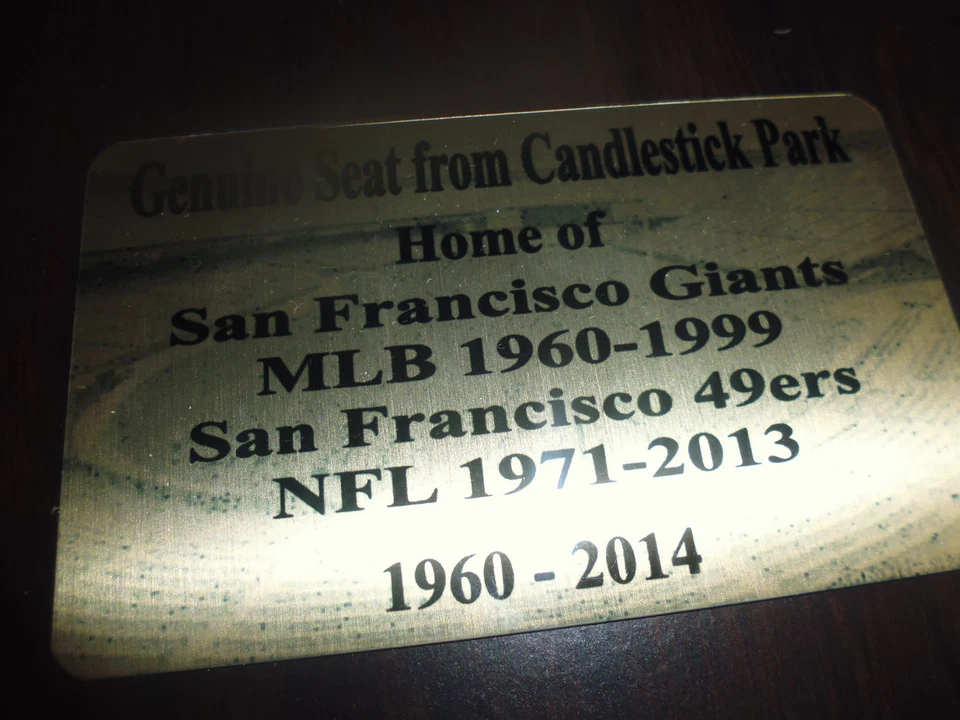 Genuine Seat from Candlestick Park
Home of
San Francisco Giants
MLB 1960-1999
San Francisco 49ers
NFL 1971-2013
1960 - 2014